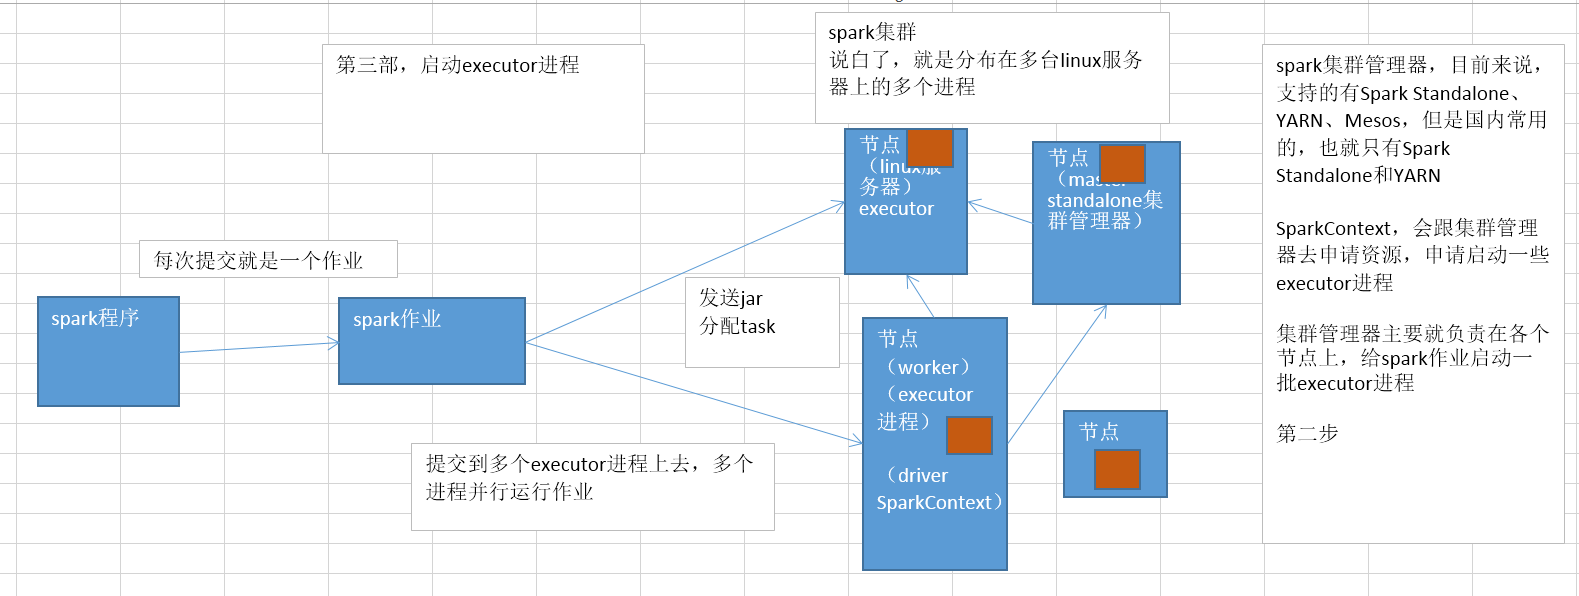 第三部，启动executor进程
spark集群
说白了，就是分布在多台linux服务
器上的多个进程
spark集群管理器，目前来说，
支持的有Spark Standalone、
YARN、Mesos，但是国内常用
的，也就只有Spark
Standalone和YARN
SparkContext，会跟集群管理
器去申请资源，申请启动一些
executor进程
集群管理器主要就负责在各个
节点上，给spark作业启动一
批executor进程
第二步
节点
（linux服
务器）
executor
节点
（master
standalone集
群管理器）
每次提交就是一个作业
spark程序
spark作业
发送jar
分配task
节点
（worker）
（executor
进程）
（driver
SparkContext）
节点
提交到多个executor进程上去，多个
进程并行运行作业